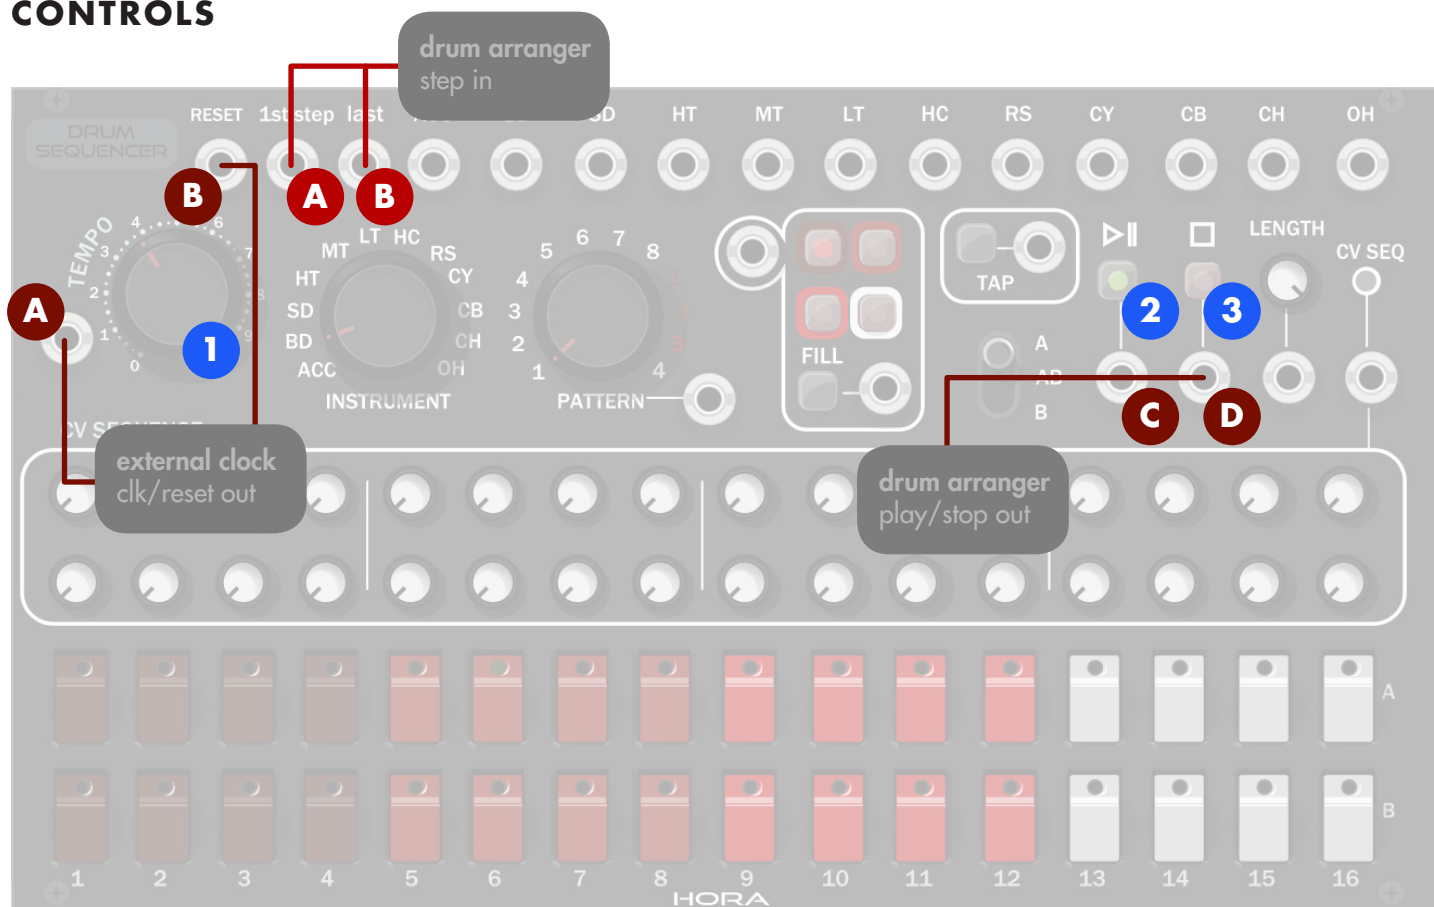 CONTROLS
drum arranger
step in
RESET 1st step last HT MT LT HC RS CY CB CH OH
DRUM
SEQUENCER
B A B
TEMPO
0 1 2 3 4 6 7 8 9
A
1
MT LT HC RS
HT CY
SD CB
BD CH
ACC OH
INSTRUMENT
5 6 7 8
4
3
2 3
1 4
PATTERN
FILL
TAP
A
AB
B
LENGTH
CV SEQ
2 3
C D
CV SEQUENCE
external clock
clk/reset out
drum arranger
play/stop out
A
B
1 2 3 4 5 6 7 8 9 10 11 12 13 14 15 16
HORA